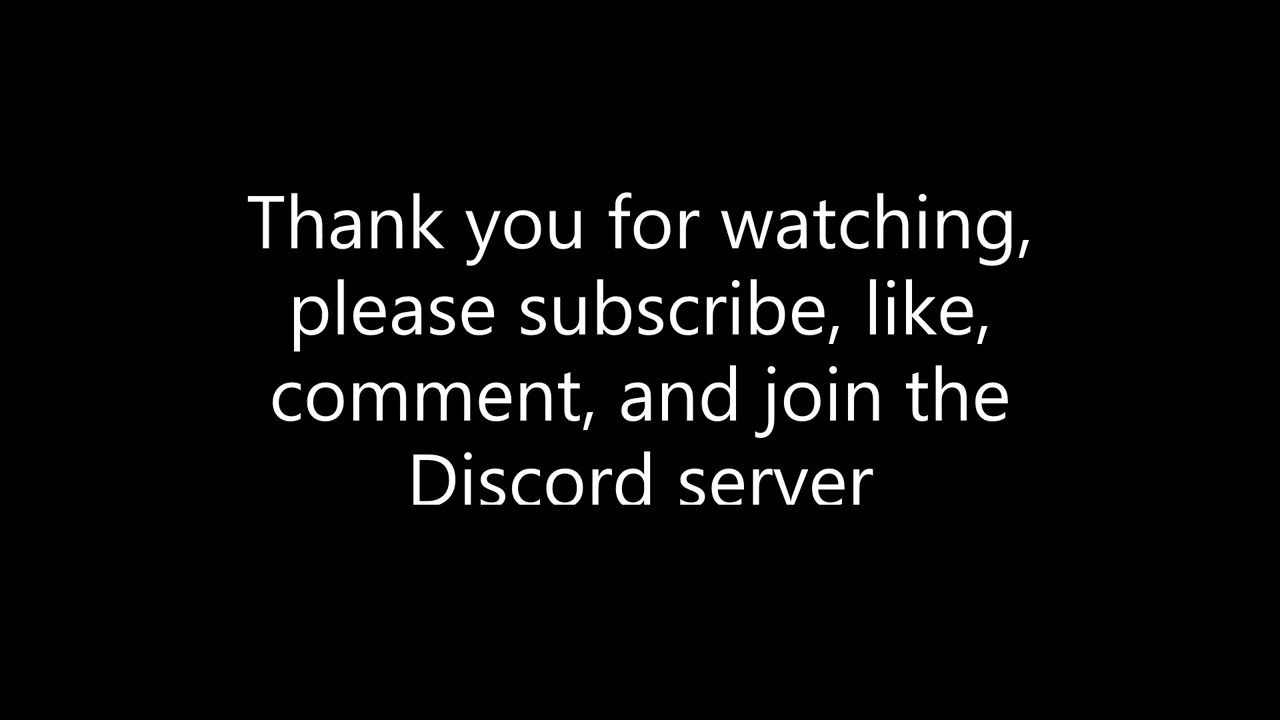 Thank you for watching,
please subscribe, like,
comment, and join the
Discord server